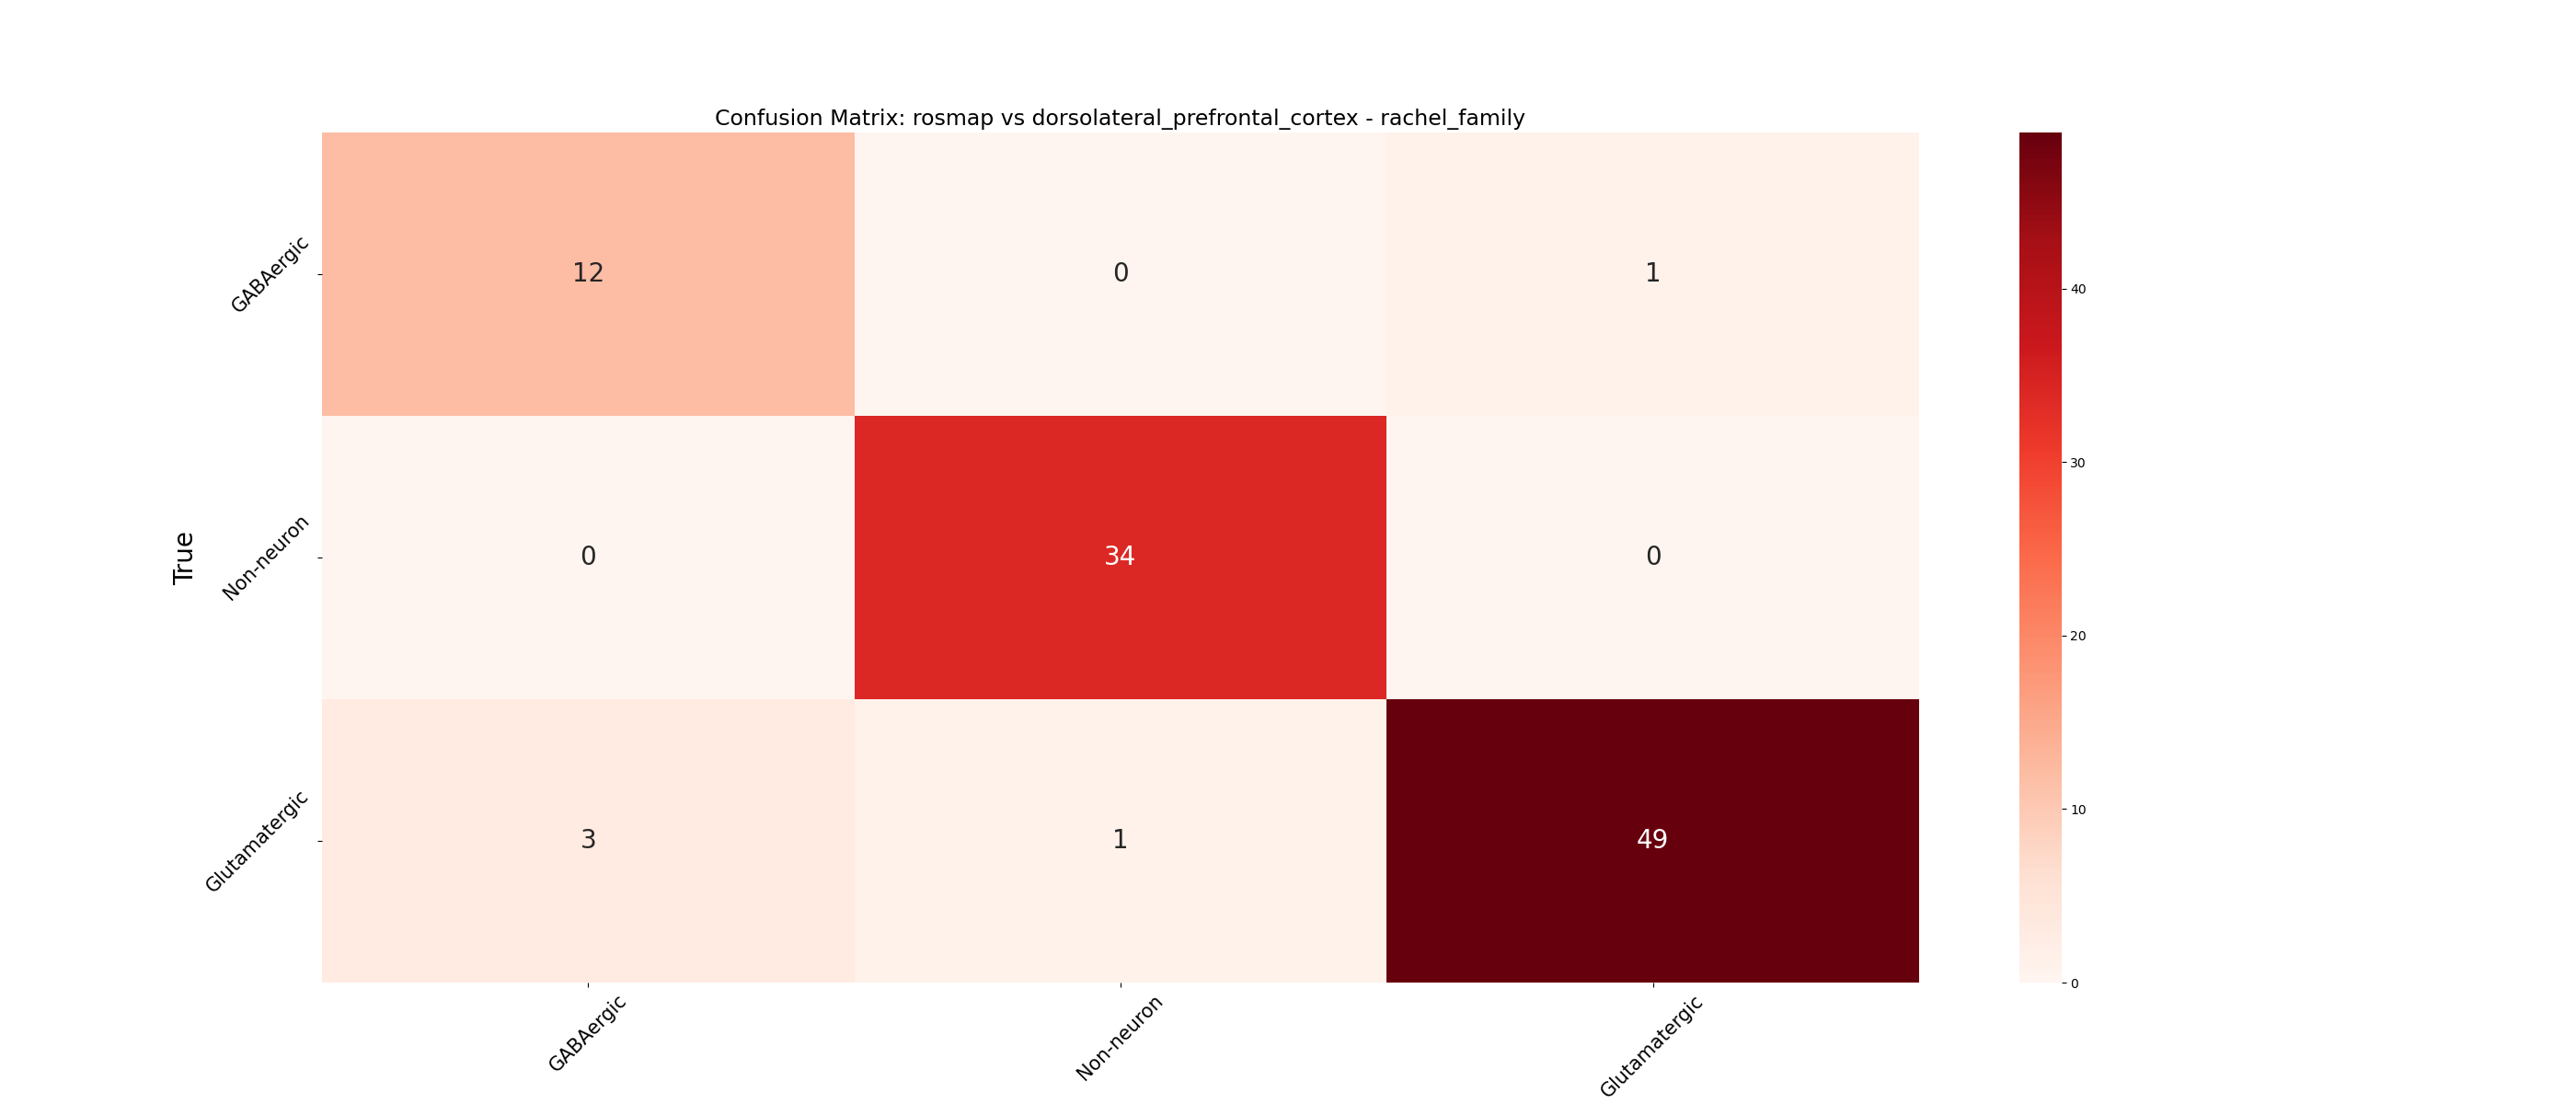 Confusion Matrix: rosmap vs dorsolateral_prefrontal_cortex - rachel_family
True
GABAergic
12
0
1
Non-neuron
0
34
0
Glutamatergic
3
1
49
GABAergic
Non-neuron
Glutamatergic
40
30
20
10
0